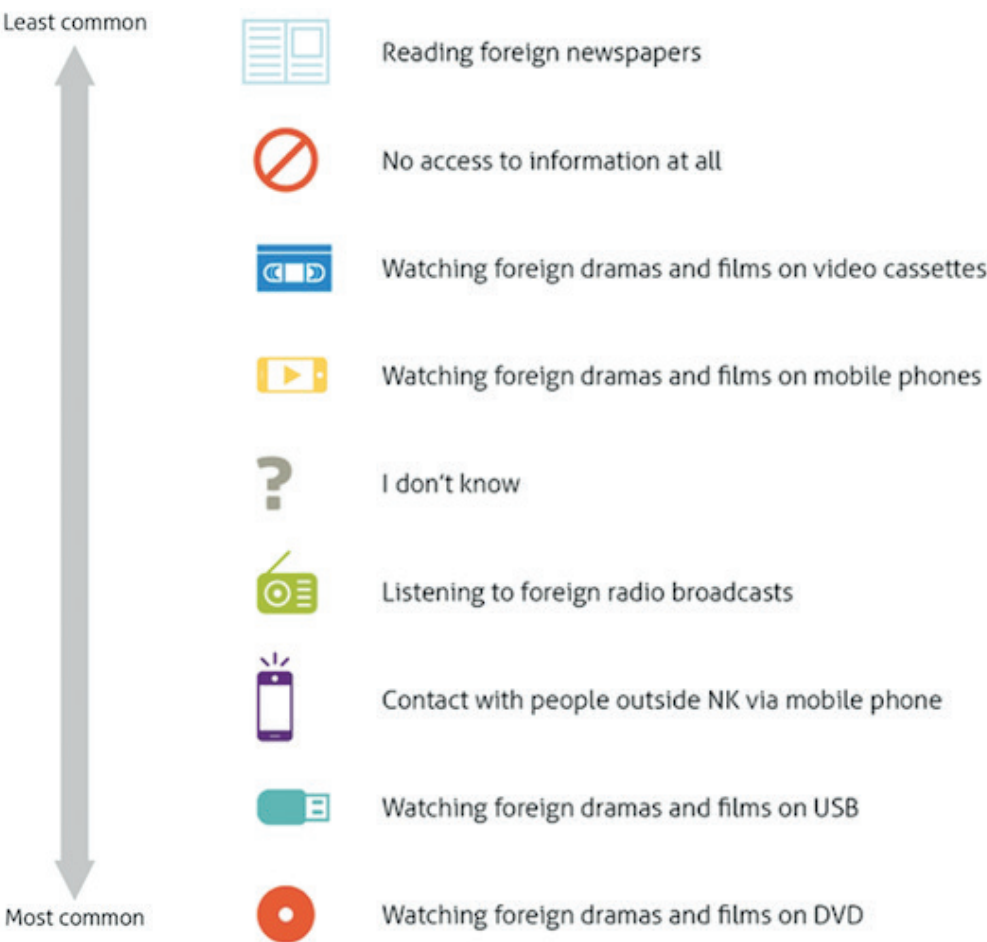 Least common
Reading foreign newspapers
No access to information at all
Watching foreign dramas and films on video cassettes
Watching foreign dramas and films on mobile phones
?
I don't know
Listening to foreign radio broadcasts
Contact with people outside NK via mobile phone
Watching foreign dramas and films on USB
Most common
Watching foreign dramas and films on DVD